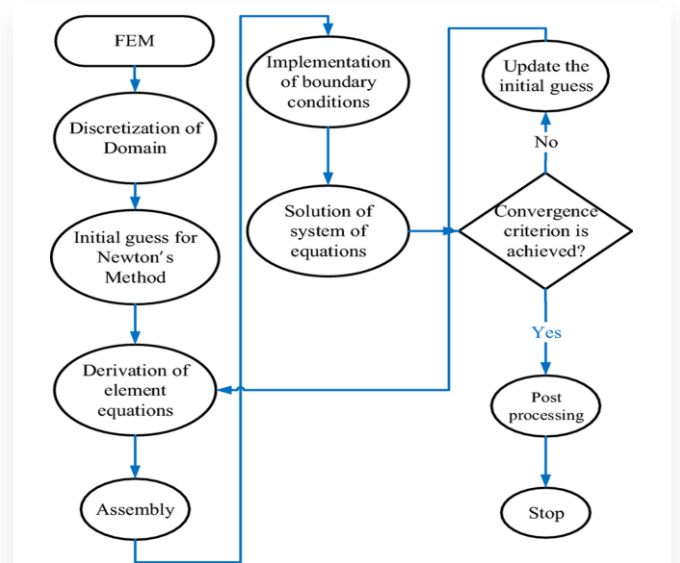 FEM
Discretization of
Domain
Initial guess for
Newton's
Method
Derivation of
element
equations
Assembly
Implementation
of boundary
conditions
Solution of
system of
equations
Update the
initial guess
No
Convergence
criterion is
achieved?
Yes
Post
processing
Stop